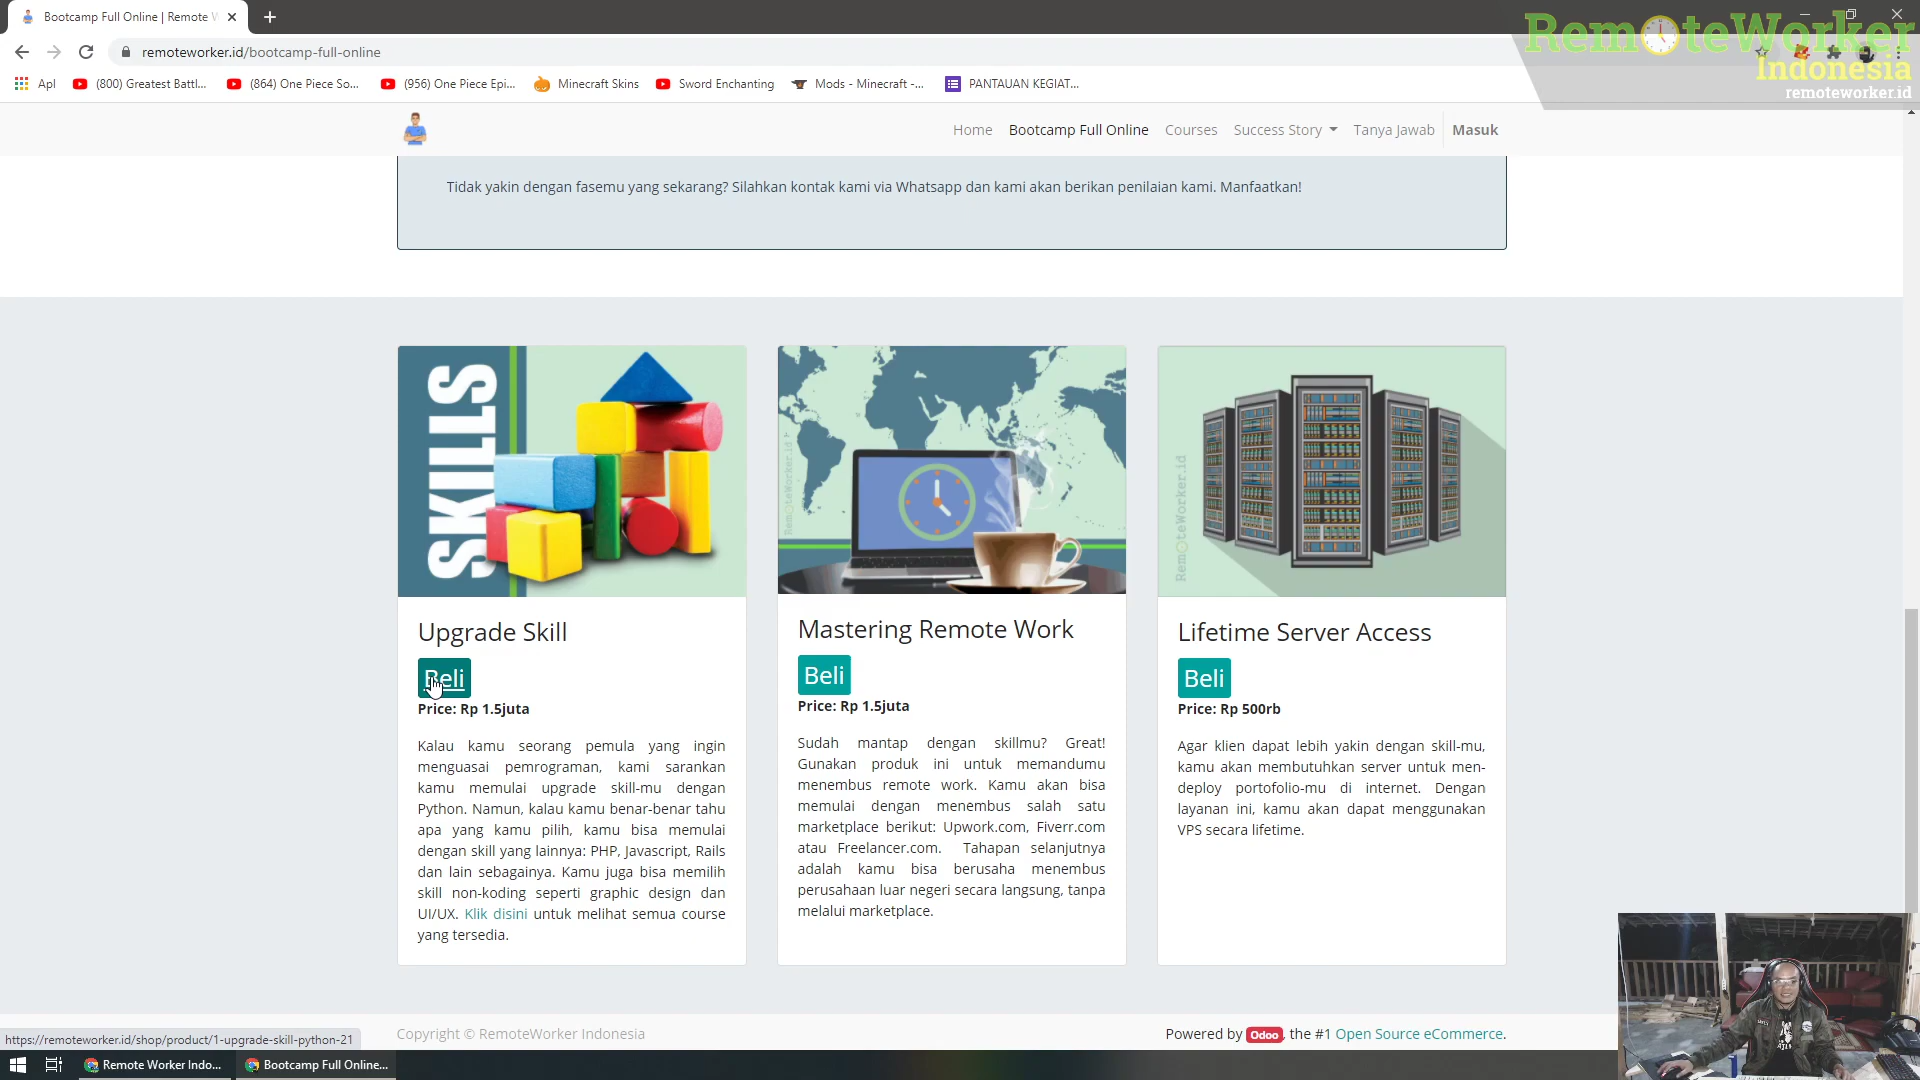 Bootcamp Full Online | Remote W
RemoteWorker
Indonesia
remoteworker.id
remoteworker.id/bootcamp-full-online
Apl
(800) Greatest Battl...
(864) One Piece So...
(956) One Piece Epi...
Minecraft Skins
Sword Enchanting
Mods - Minecraft -...
PANTAUAN KEGIAT...
Home
Bootcamp Full Online
Courses
Success Story
Tanya Jawab
Masuk
Tidak yakin dengan fasemu yang sekarang? Silahkan kontak kami via Whatsapp dan kami akan berikan penilaian kami. Manfaatkan!
SKILLS
Upgrade Skill
Beli
Price: Rp 1.5juta
Kalau kamu seorang pemula yang ingin
menguasai pemrograman, kami sarankan
kamu memulai upgrade skill-mu dengan
Python. Namun, kalau kamu benar-benar tahu
apa yang kamu pilih, kamu bisa memulai
dengan skill yang lainnya: PHP, Javascript, Rails
dan lain sebagainya. Kamu juga bisa memilih
skill non-koding seperti graphic design dan
UI/UX. Klik disini untuk melihat semua course
yang tersedia.
RemoteWorker.id
Mastering Remote Work
Beli
Price: Rp 1.5juta
Sudah mantap dengan skillmu? Great!
Gunakan produk ini untuk memandumu
menembus remote work. Kamu akan bisa
memulai dengan menembus salah satu
marketplace berikut: Upwork.com, Fiverr.com
atau Freelancer.com. Tahapan selanjutnya
adalah kamu bisa berusaha menembus
perusahaan luar negeri secara langsung, tanpa
melalui marketplace.
RemoteWorker.id
Lifetime Server Access
Beli
Price: Rp 500rb
Agar klien dapat lebih yakin dengan skill-mu,
kamu akan membutuhkan server untuk men-
deploy portofolio-mu di internet. Dengan
layanan ini, kamu akan dapat menggunakan
VPS secara lifetime.
Copyright © RemoteWorker Indonesia
Powered by Odoo, the #1 Open Source eCommerce.
https://remoteworker.id/shop/product/1-upgrade-skill-python-21
Remote Worker Indo...
Bootcamp Full Online...